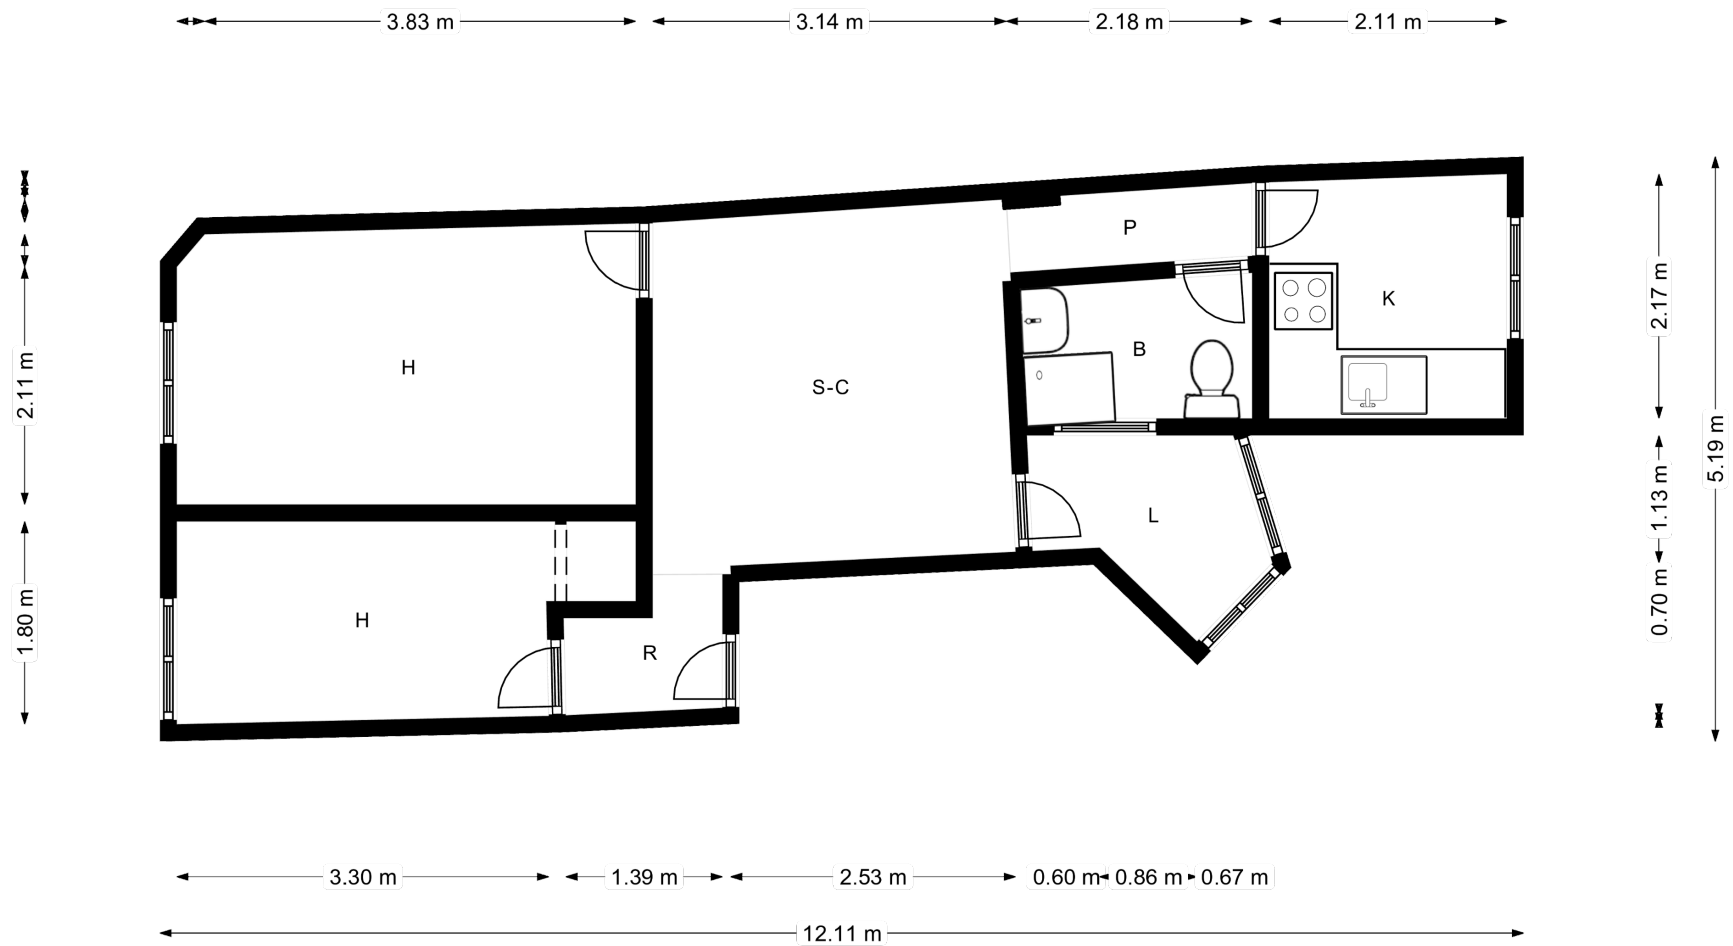 3.83 m
3.14 m
2.18 m
2.11 m
P
2.17 m
K
B
2.11 m
H
S-C
5.19 m
1.13 m
L
0.70 m
1.80 m
H
R
3.30 m
1.39 m
2.53 m
0.60 m
0.86 m
0.67 m
12.11 m